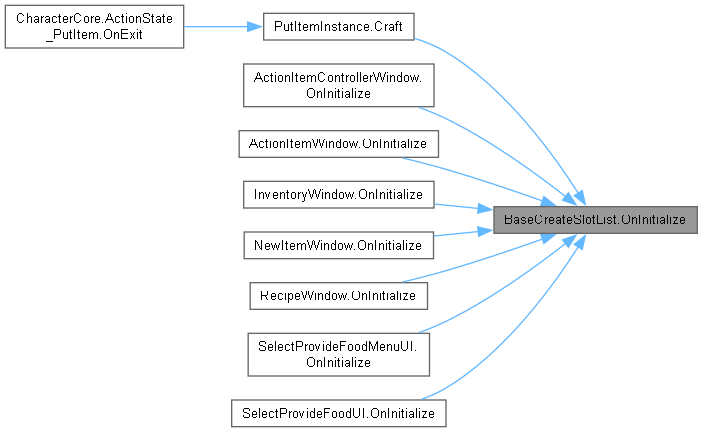 CharacterCore.ActionState
_PutItem.OnExit
PutItemInstance.Craft
ActionItemControllerWindow.
OnInitialize
ActionItemWindow.OnInitialize
InventoryWindow.OnInitialize
BaseCreateSlotList.OnInitialize
NewItemWindow.OnInitialize
RecipeWindow.OnInitialize
SelectProvideFoodMenuUI.
OnInitialize
SelectProvideFoodUI.OnInitialize